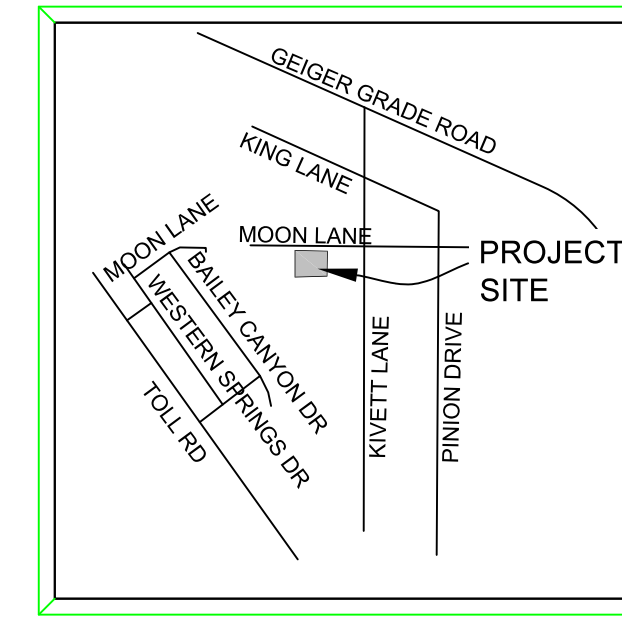 GEIGER GRADE ROAD
KING LANE
MOON LANE
MOON LANE
PROJECT
SITE
BAILEY CANYON DR
WESTERN SPRINGS DR
TOLL RD
KIVETT LANE
PINION DRIVE